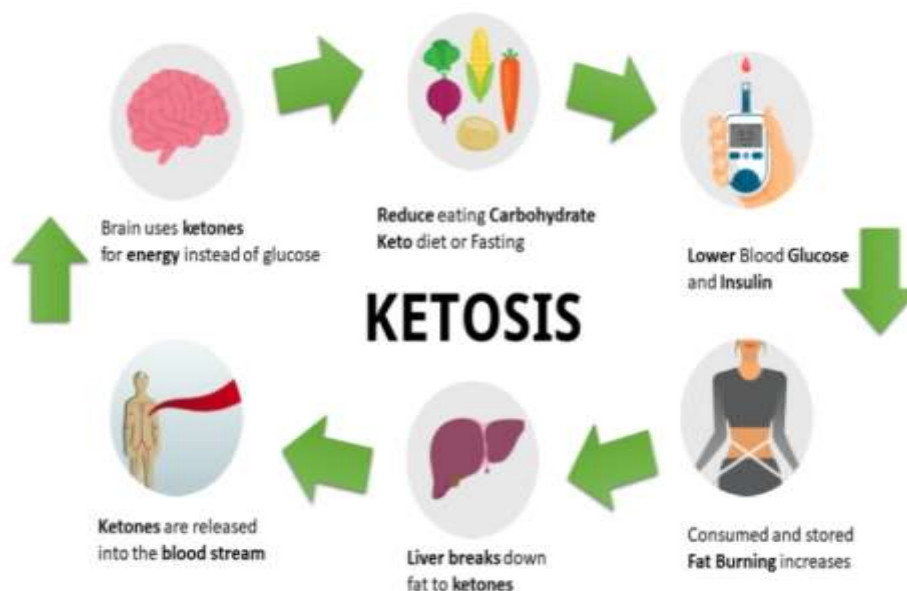 Brain uses ketones
for energy instead of glucose
Reduce eating Carbohydrate
Keto diet or Fasting
Lower Blood Glucose
and Insulin
KETOSIS
Ketones are released
into the blood stream
Liver breaks down
fat to ketones
Consumed and stored
Fat Burning increases